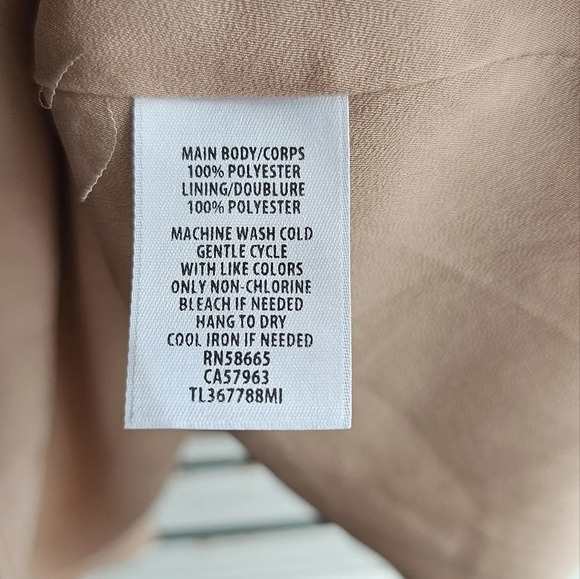 MAIN BODY/CORPS
100% POLYESTER
LINING/DOUBLURE
100% POLYESTER
MACHINE WASH COLD
GENTLE CYCLE
WITH LIKE COLORS
ONLY NON-CHLORINE
BLEACH IF NEEDED
HANG TO DRY
COOL IRON IF NEEDED
RN58665
CA57963
TL367788MI